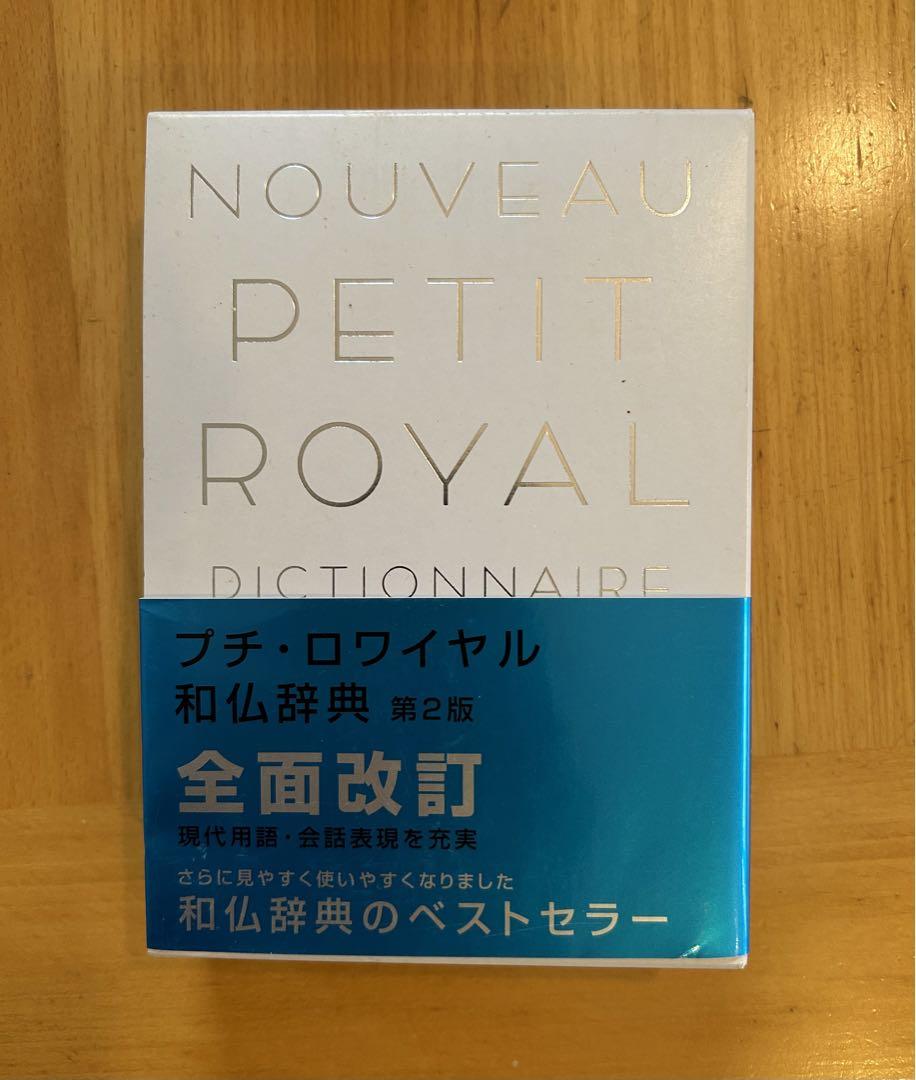 NOUVEAU
PETIT
ROYAL
DICTIONNAIRE
プチ・ロワイヤル
和仏辞典 第2版
全面改訂
現代用語・会話表現を充実
さらに見やすく使いやすくなりました
和仏辞典のベストセラー